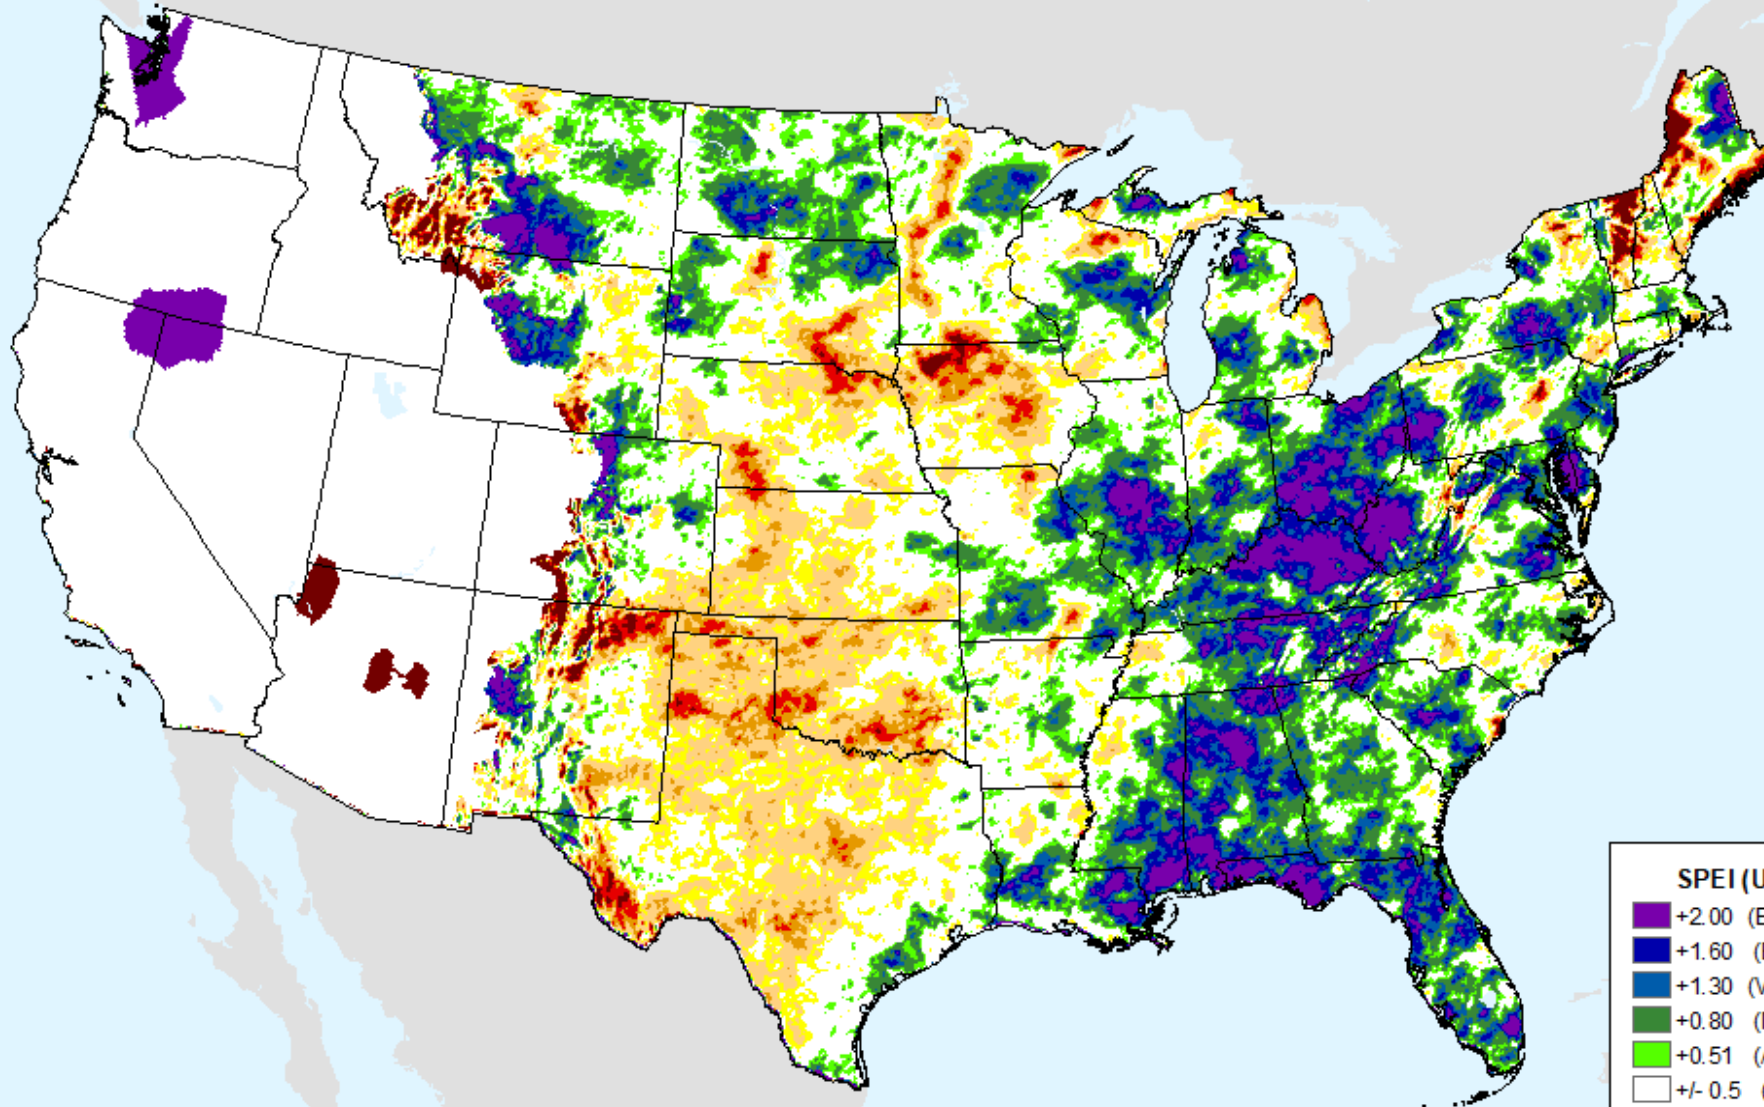 SPEI (U
+2.00 (E
+1.60 (
+1.30 (V
+0.80 (
+0.51 (
+/- 0.5 (